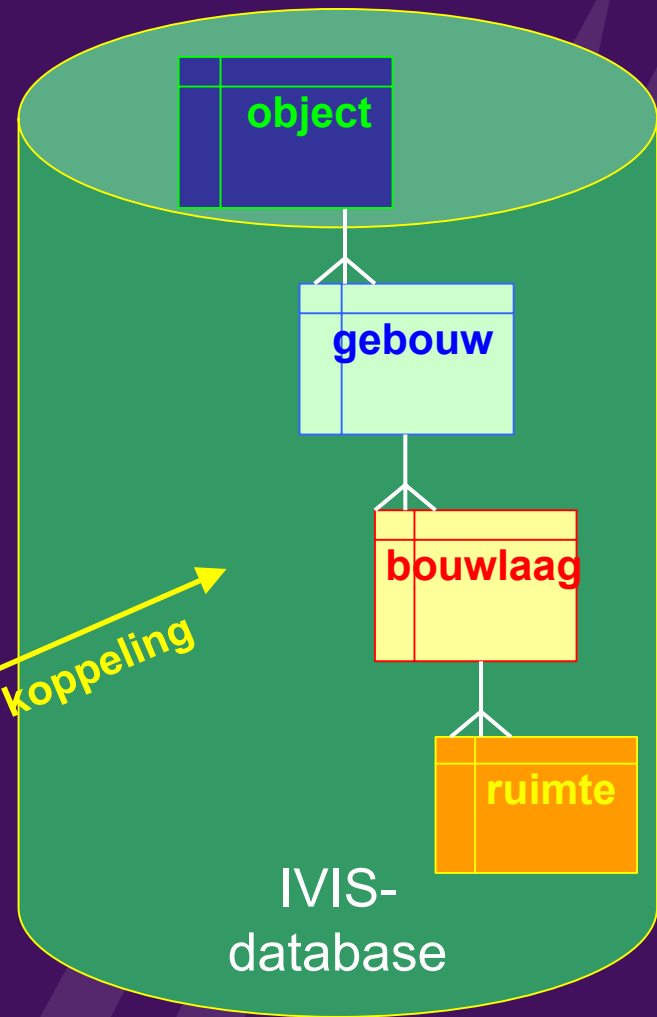 object
gebouw
bouwlaag
koppeling
ruimte
IVIS-
database